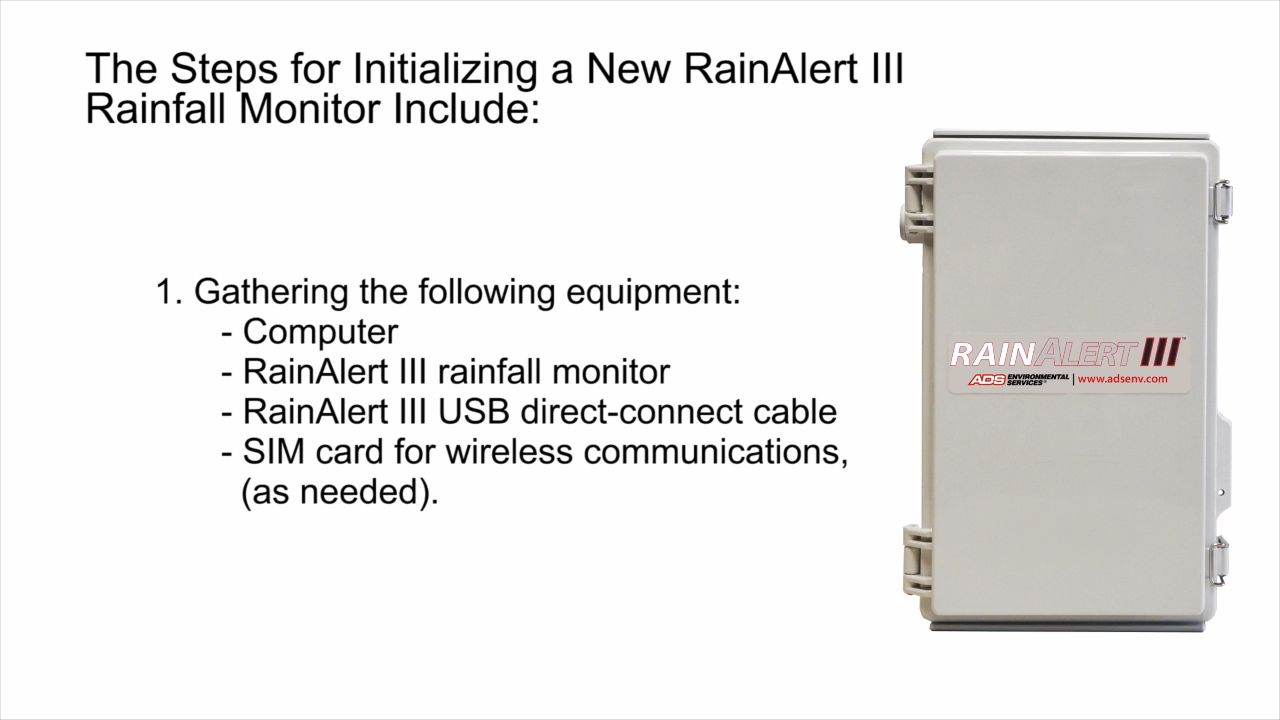 The Steps for Initializing a New RainAlert III
Rainfall Monitor Include:
1. Gathering the following equipment:
- Computer
- RainAlert III rainfall monitor
- RainAlert III USB direct-connect cable
- SIM card for wireless communications,
(as needed).
RAINALERT III™
ADS ENVIRONMENTAL SERVICES® | www.adsenv.com